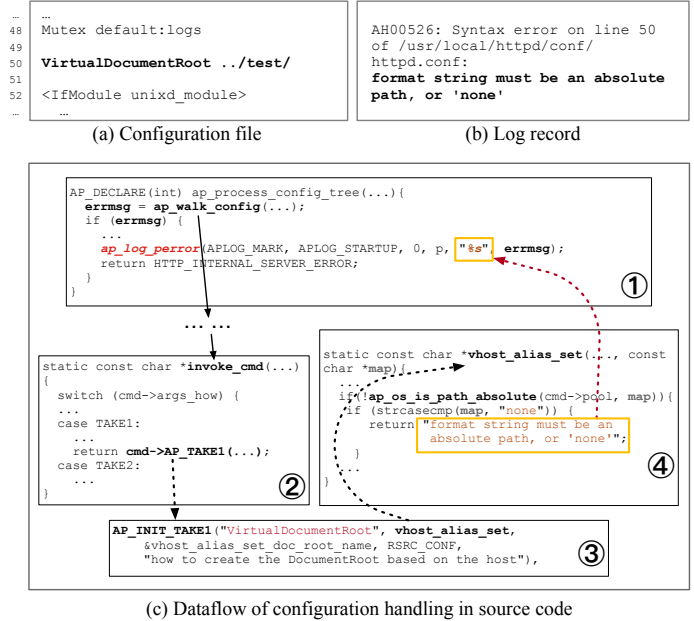 … …
48 Mutex default:logs
49
50 VirtualDocumentRoot ../test/
51
52 <IfModule unixd_module>
… …
(a) Configuration file
AH00526: Syntax error on line 50
of /usr/local/httpd/conf/
httpd.conf:
format string must be an absolute
path, or 'none'
(b) Log record
AP_DECLARE(int) ap_process_config_tree(...){
errmsg = ap_walk_config(...);
if (errmsg) {
...
ap_log_perror(APLOG_MARK, APLOG_STARTUP, 0, p, "%s", errmsg);
return HTTP_INTERNAL_SERVER_ERROR;
}
}
①
... ...
static const char *invoke_cmd(...)
{
switch (cmd->args_how) {
...
case TAKE1:
...
return cmd->AP_TAKE1(...);
case TAKE2:
...
}
②
static const char *vhost_alias_set(..., const
char *map){
...
if(!ap_os_is_path_absolute(cmd->pool, map)){
if (strcasecmp(map, "none")) {
return "format string must be an
absolute path, or 'none'";
}
...
}
④
AP_INIT_TAKE1("VirtualDocumentRoot", vhost_alias_set,
&vhost_alias_set_doc_root_name, RSRC_CONF,
"how to create the DocumentRoot based on the host"),
③
(c) Dataflow of configuration handling in source code